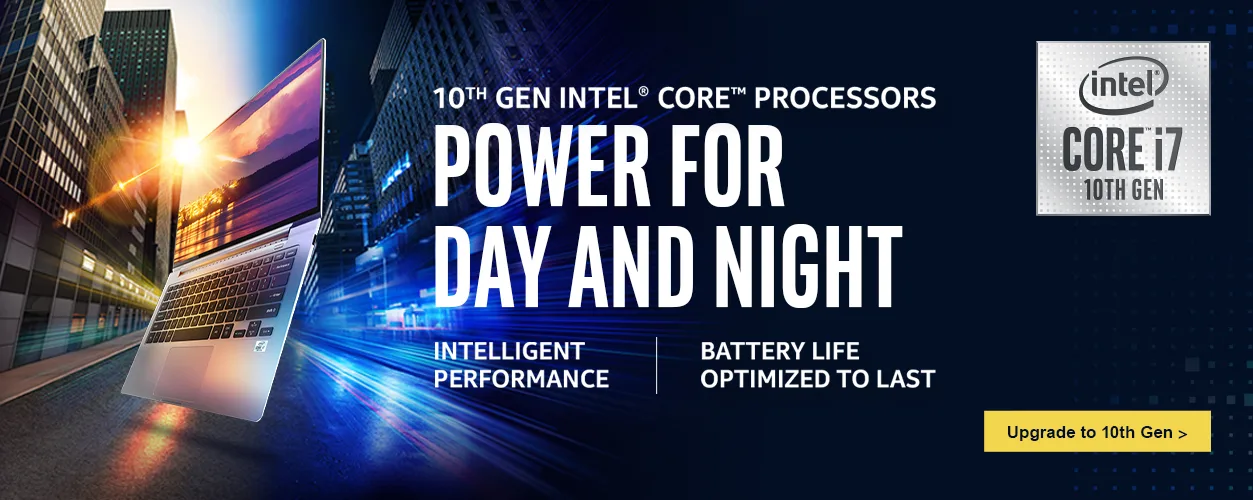 10TH GEN INTEL® CORE™ PROCESSORS
POWER FOR
DAY AND NIGHT
INTELLIGENT
PERFORMANCE
BATTERY LIFE
OPTIMIZED TO LAST
intel®
CORE™ i7
10TH GEN
Upgrade to 10th Gen >